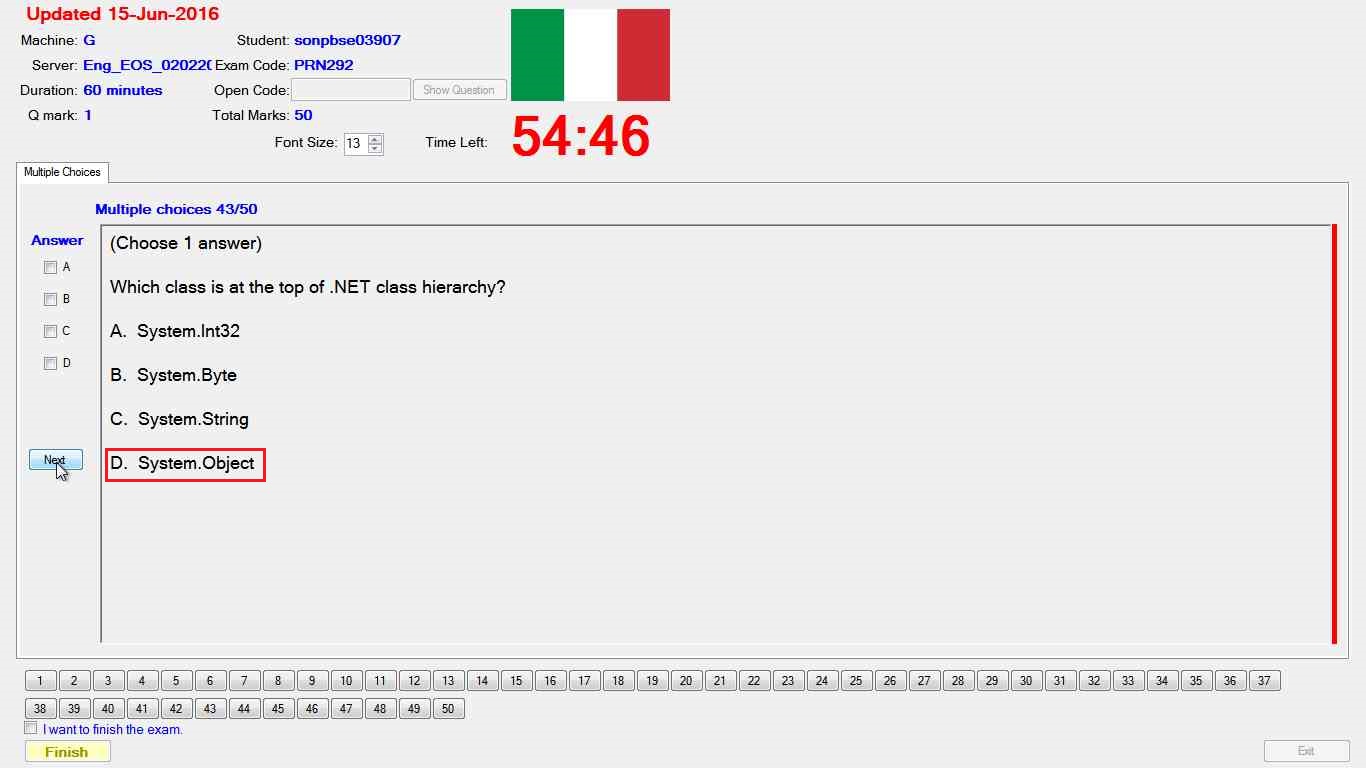 Updated 15-Jun-2016
Machine: G Student: sonpbse03907
Server: Eng_EOS_02022( Exam Code: PRN292
Duration: 60 minutes Open Code: Show Question
Q mark: 1 Total Marks: 50
Font Size: 13 Time Left: 54:46
Multiple Choices
Multiple choices 43/50
Answer
A
B
C
D
Next
(Choose 1 answer)
Which class is at the top of .NET class hierarchy?
A. System.Int32
B. System.Byte
C. System.String
D. System.Object
1 2 3 4 5 6 7 8 9 10 11 12 13 14 15 16 17 18 19 20 21 22 23 24 25 26 27 28 29 30 31 32 33 34 35 36 37
38 39 40 41 42 43 44 45 46 47 48 49 50
I want to finish the exam.
Finish Exit